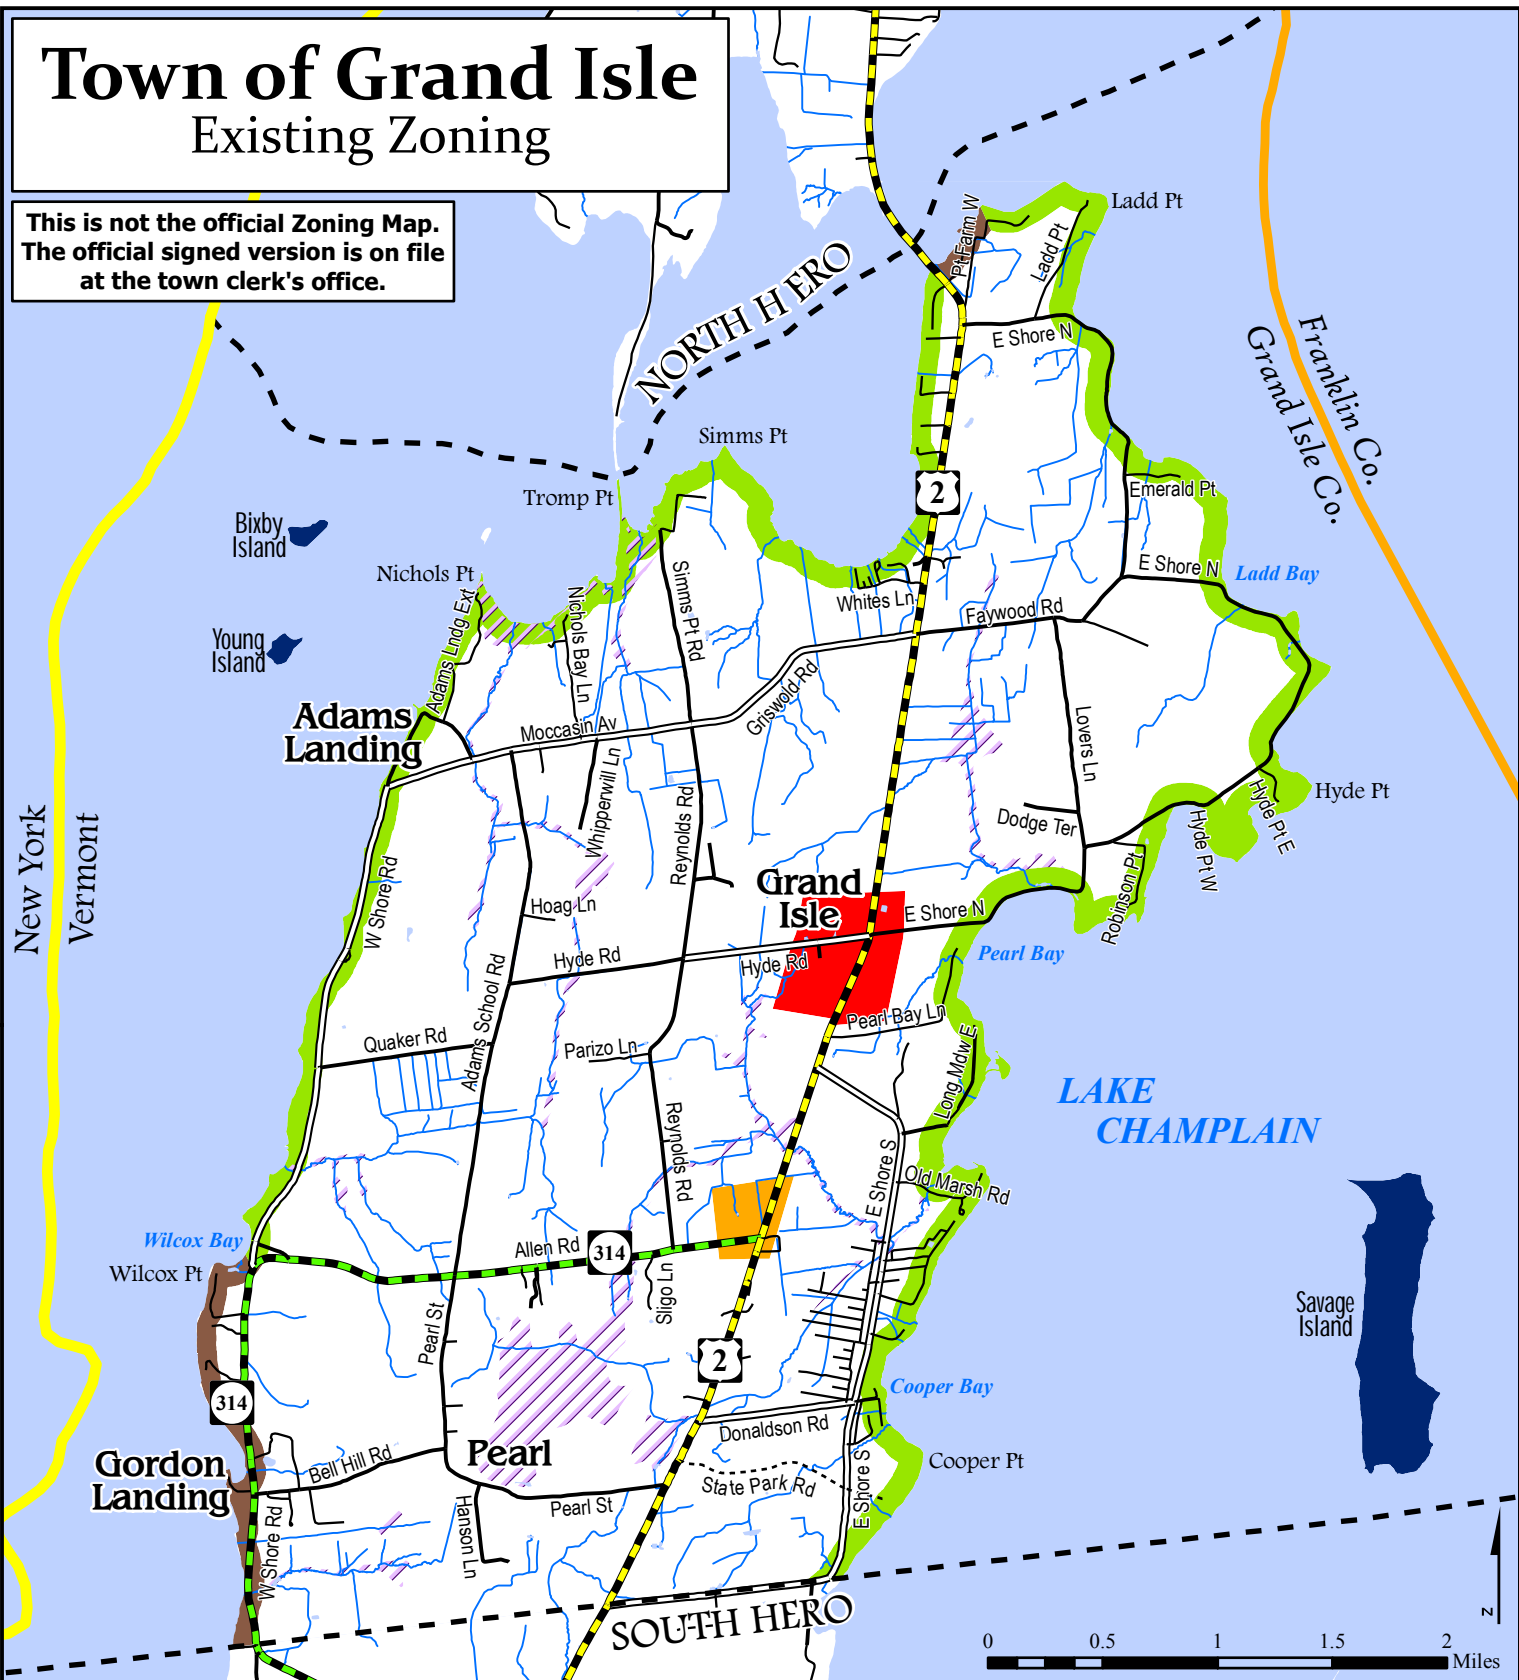 Town of Grand Isle
Existing Zoning
This is not the official Zoning Map.
The official signed version is on file
at the town clerk's office.
Pt Farm W
Ladd Pt
Ladd Pt
NORTH HERO
E Shore N
Franklin Co.
Grand Isle Co.
Simms Pt
Tromp Pt
2
Emerald Pt
Bixby
Island
Nichols Pt
E Shore N
Ladd Bay
Simms Pt Rd
Whites Ln
Faywood Rd
Adams Lndg Ext
Nichols Bay Ln
Young
Island
Adams
Landing
Moccasin Av
Griswold Rd
Lovers Ln
Whipperwill Ln
Reynolds Rd
Dodge Ter
Hyde Pt
Hyde Pt E
Hyde Pt W
Robinson Pt
New York
Vermont
W Shore Rd
Grand
Isle
Hoag Ln
E Shore N
Hyde Rd
Hyde Rd
Pearl Bay
Adams School Rd
Quaker Rd
Parizo Ln
Pearl Bay Ln
Long Mdw E
LAKE
CHAMPLAIN
Reynolds Rd
E Shore S
Old Marsh Rd
Wilcox Bay
Wilcox Pt
Allen Rd
314
Sligo Ln
Savage
Island
Pearl St
2
314
Cooper Bay
Donaldson Rd
Cooper Pt
Gordon
Landing
Bell Hill Rd
Pearl
State Park Rd
E Shore S
Pearl St
Hanson Ln
W Shore Rd
SOUTH HERO
z
0 0.5 1 1.5 2
Miles